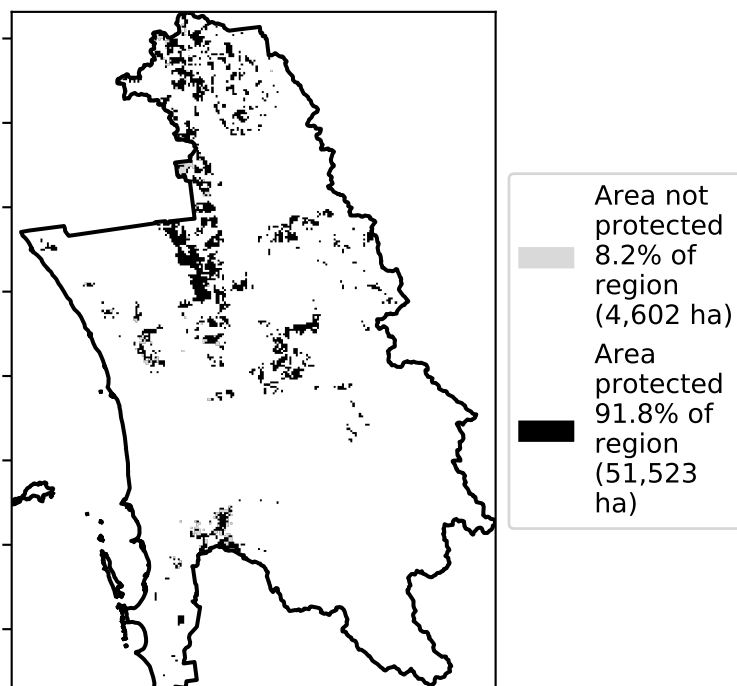 Area not
protected
8.2% of
region
(4,602 ha)
Area
protected
91.8% of
region
(51,523
ha)